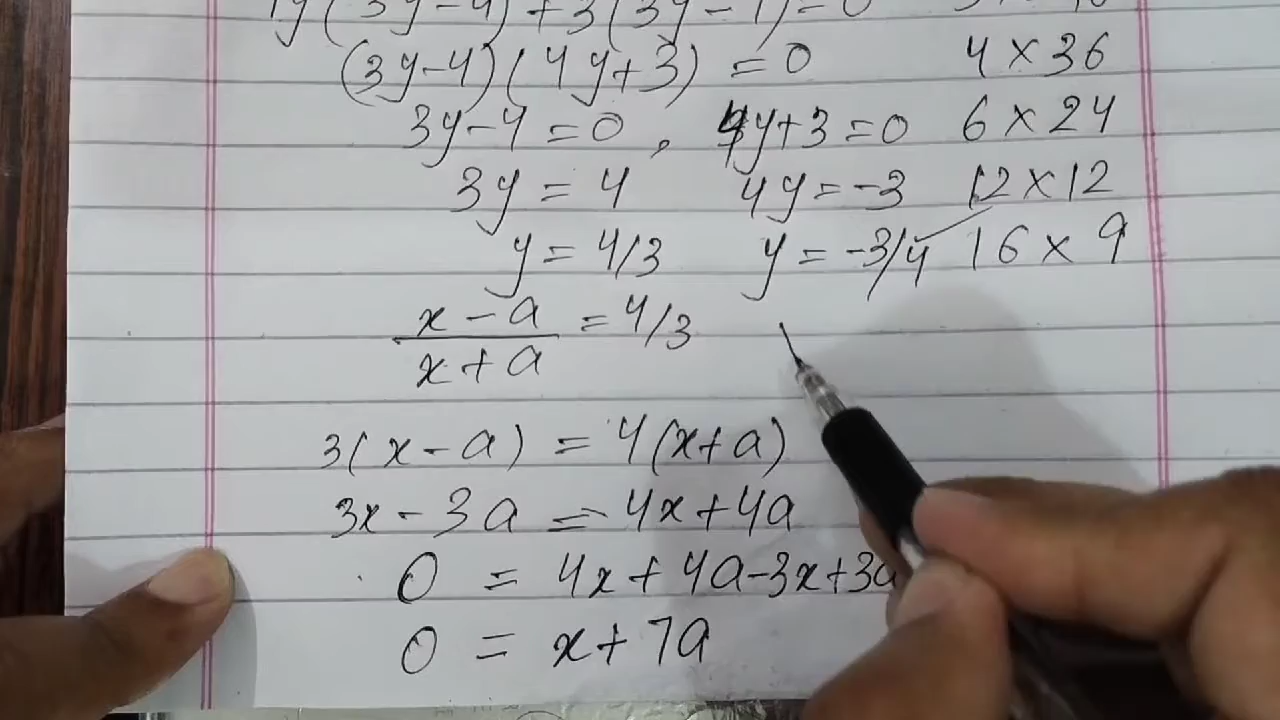 (3y-4)(4y+3) = 0
4 × 36
3y-4 = 0 , 4y+3 = 0
6 × 24
3y = 4 4y = -3
12 × 12
y = 4/3 y = -3/4
16 × 9
x - a / x + a = 4/3
3(x - a) = 4(x+a)
3x - 3a = 4x + 4a
0 = 4x + 4a - 3x + 3a
0 = x + 7a